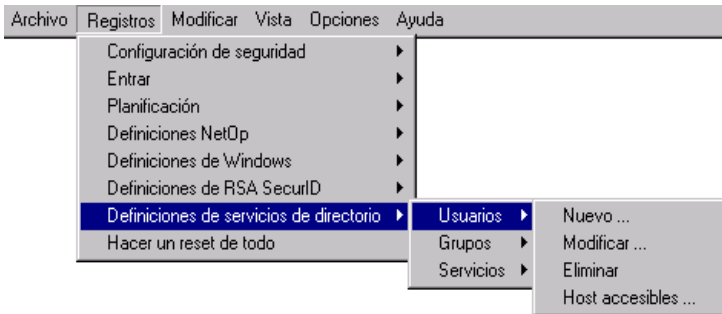 Archivo Registros Modificar Vista Opciones Ayuda
Configuración de seguridad
Entrar
Planificación
Definiciones NetOp
Definiciones de Windows
Definiciones de RSA SecurID
Definiciones de servicios de directorio
Hacer un reset de todo
Usuarios
Grupos
Servicios
Nuevo ...
Modificar ...
Eliminar
Host accesibles ...